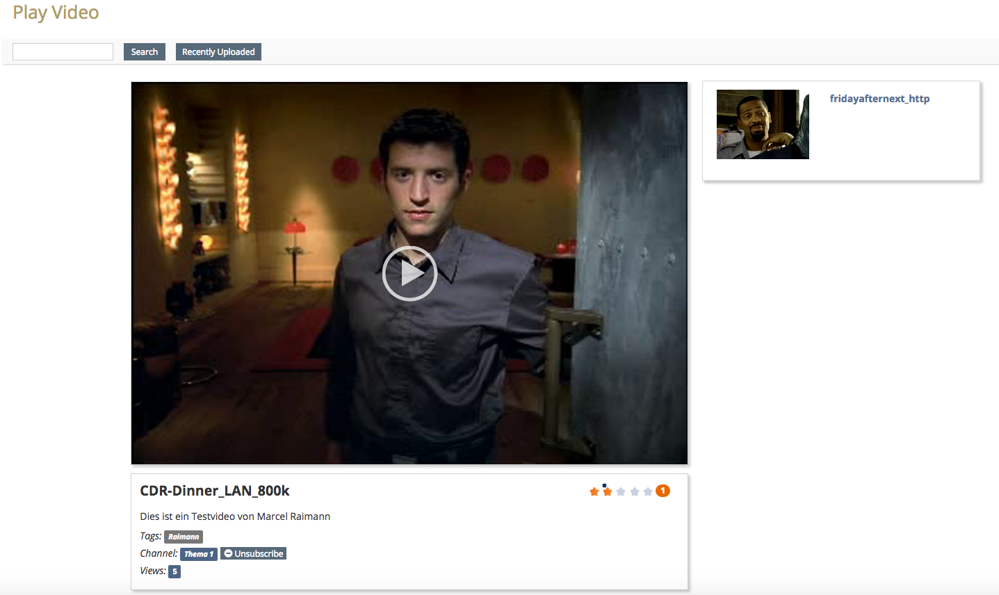 Play Video
Search Recently Uploaded
fridayafternext_http
CDR-Dinner_LAN_800k 1
Dies ist ein Testvideo von Marcel Raimann
Tags: Raimann
Channel: Thema 1 Unsubscribe
Views: 5